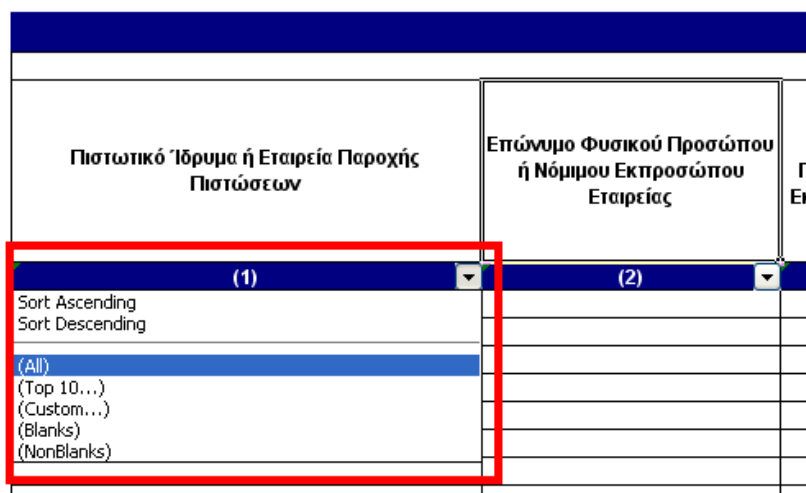 Πιστωτικό Ίδρυμα ή Εταιρεία Παροχής
Πιστώσεων
Επώνυμο Φυσικού Προσώπου
ή Νόμιμου Εκπροσώπου
Εταιρείας
(1)
(2)
Sort Ascending
Sort Descending
(All)
(Top 10...)
(Custom...)
(Blanks)
(NonBlanks)